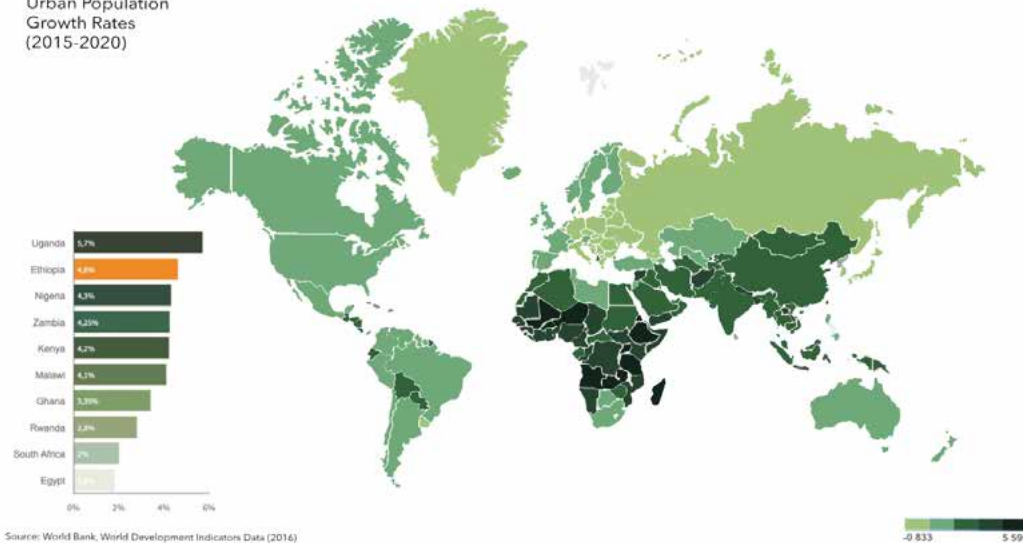 Urban Population
Growth Rates
(2015-2020)
Uganda 5,7%
Ethiopia 4,6%
Nigeria 4,3%
Zambia 4,25%
Kenya 4,2%
Malawi 4,1%
Ghana 3,39%
Rwanda 2,8%
South Africa 2%
Egypt
0% 2% 4% 6%
-0 833 5 59
Source: World Bank, World Development Indicators Data (2016)